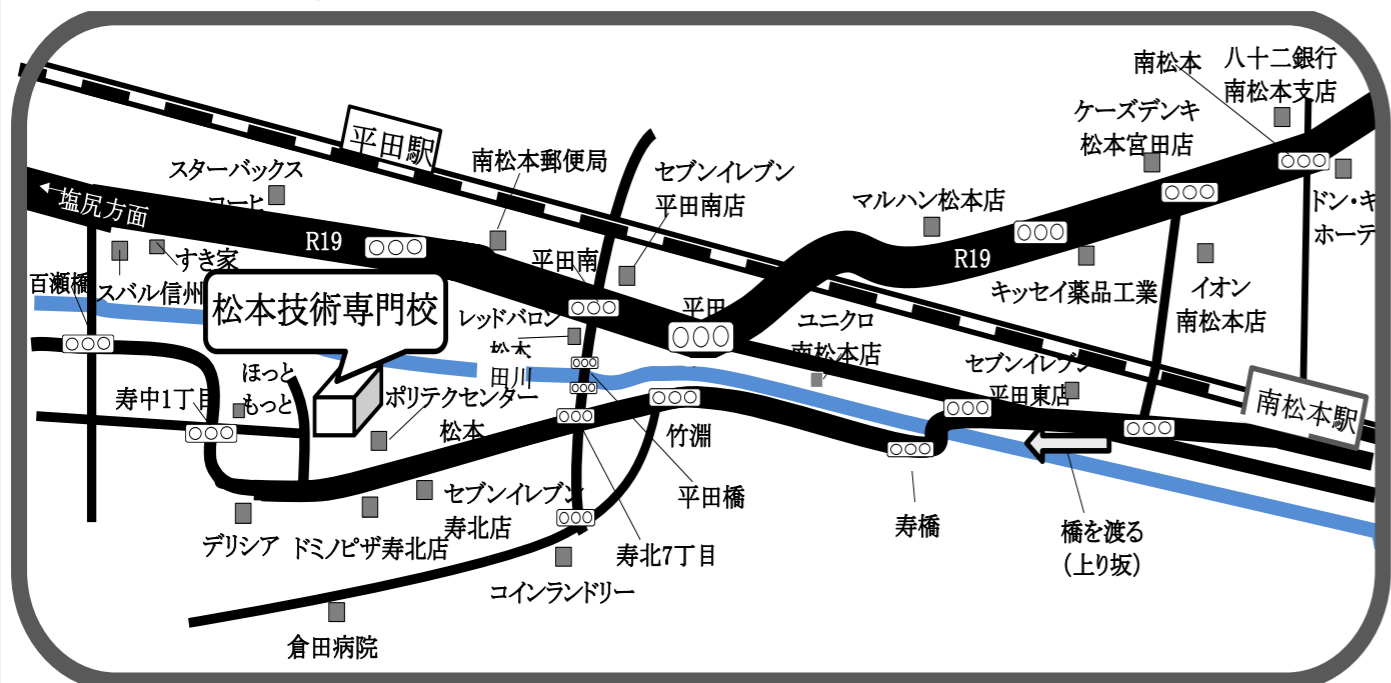 南松本
八十二銀行
南松本支店
ケーズデンキ
松本宮田店
平田駅
南松本郵便局
セブンイレブン
平田南店
スターバックス
コーヒ
マルハン松本店
ドン・キ
ホーテ
←塩尻方面
R19
R19
すき家
平田南
百瀬橋
スバル信州
キッセイ薬品工業
イオン
南松本店
松本技術専門校
平田
レッドバロン
松本
ユニクロ
南松本店
田川
セブンイレブン
平田東店
南松本駅
ほっと
もっと
寿中1丁目
ポリテクセンター
松本
竹淵
平田橋
セブンイレブン
寿北店
寿橋
橋を渡る
(上り坂)
デリシア
ドミノピザ寿北店
寿北7丁目
コインランドリー
倉田病院